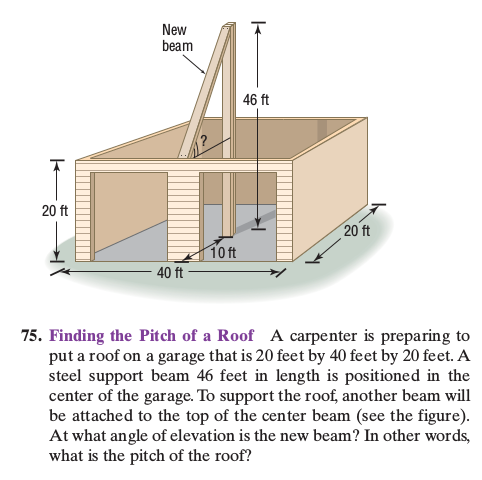 New
beam
46 ft
?
20 ft
20 ft
10 ft
40 ft
75. Finding the Pitch of a Roof A carpenter is preparing to
put a roof on a garage that is 20 feet by 40 feet by 20 feet. A
steel support beam 46 feet in length is positioned in the
center of the garage. To support the roof, another beam will
be attached to the top of the center beam (see the figure).
At what angle of elevation is the new beam? In other words,
what is the pitch of the roof?